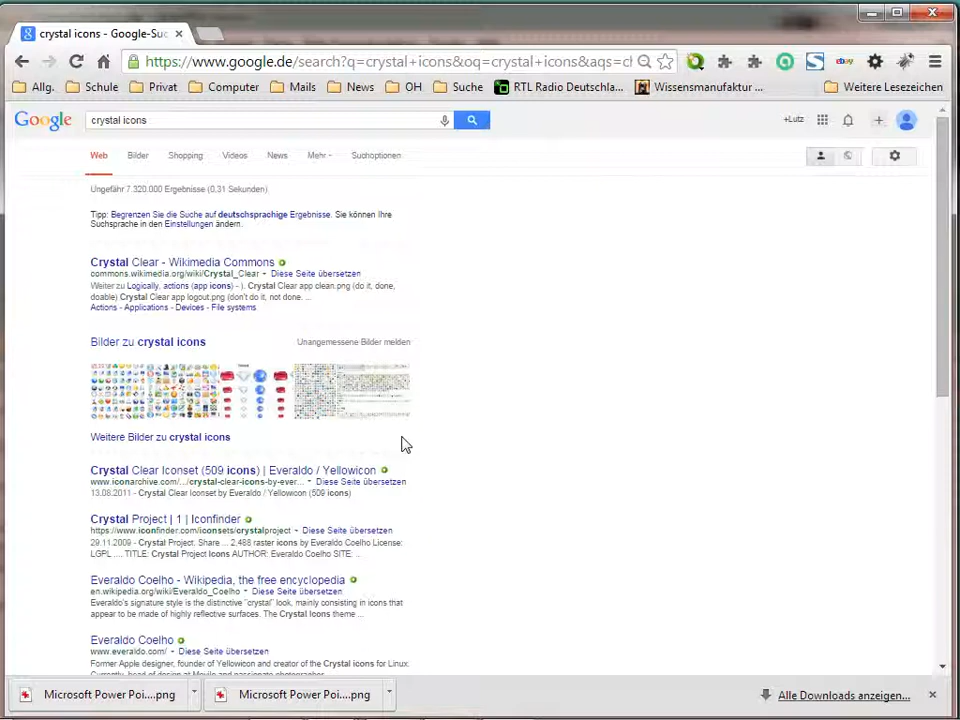 crystal icons - Google-Suc
https://www.google.de/search?q=crystal+icons&oq=crystal+icons&aqs=cl
Allg. Schule Privat Computer Mails News OH Suche RTL Radio Deutschla... Wissensmanufaktur ... Weitere Lesezeichen
Google crystal icons +Lutz
Web Bilder Shopping Videos News Mehr Suchoptionen
Ungefähr 7.320.000 Ergebnisse (0,31 Sekunden)
Tipp: Begrenzen Sie die Suche auf deutschsprachige Ergebnisse. Sie können Ihre
Suchsprache in den Einstellungen ändern.
Crystal Clear - Wikimedia Commons
commons.wikimedia.org/wiki/Crystal_Clear Diese Seite übersetzen
Weiter zu Logically, actions (app icons) - ). Crystal Clear app clean.png (do it, done,
doable) Crystal Clear app logout.png (don't do it, not done. ...
Actions - Applications - Devices - File systems
Bilder zu crystal icons Unangemessene Bilder melden
Weitere Bilder zu crystal icons
Crystal Clear Iconset (509 icons) | Everaldo / Yellowicon
www.iconarchive.com/.../crystal-clear-icons-by-ever... Diese Seite übersetzen
13.08.2011 - Crystal Clear Iconset by Everaldo / Yellowicon (509 icons)
Crystal Project | 1 | Iconfinder
https://www.iconfinder.com/iconsets/crystalproject Diese Seite übersetzen
29.11.2009 - Crystal Project. Share ... 2,488 raster icons by Everaldo Coelho License:
LGPL .... TITLE: Crystal Project Icons AUTHOR: Everaldo Coelho SITE: ...
Everaldo Coelho - Wikipedia, the free encyclopedia
en.wikipedia.org/wiki/Everaldo_Coelho Diese Seite übersetzen
Everaldo's signature style is the distinctive "crystal" look, mainly consisting in icons that
appear to be made of highly reflective surfaces. The Crystal Icons theme ...
Everaldo Coelho
www.everaldo.com/ Diese Seite übersetzen
Former Apple designer, founder of Yellowicon and creator of the Crystal icons for Linux.
Microsoft Power Poi....png Microsoft Power Poi....png Alle Downloads anzeigen...